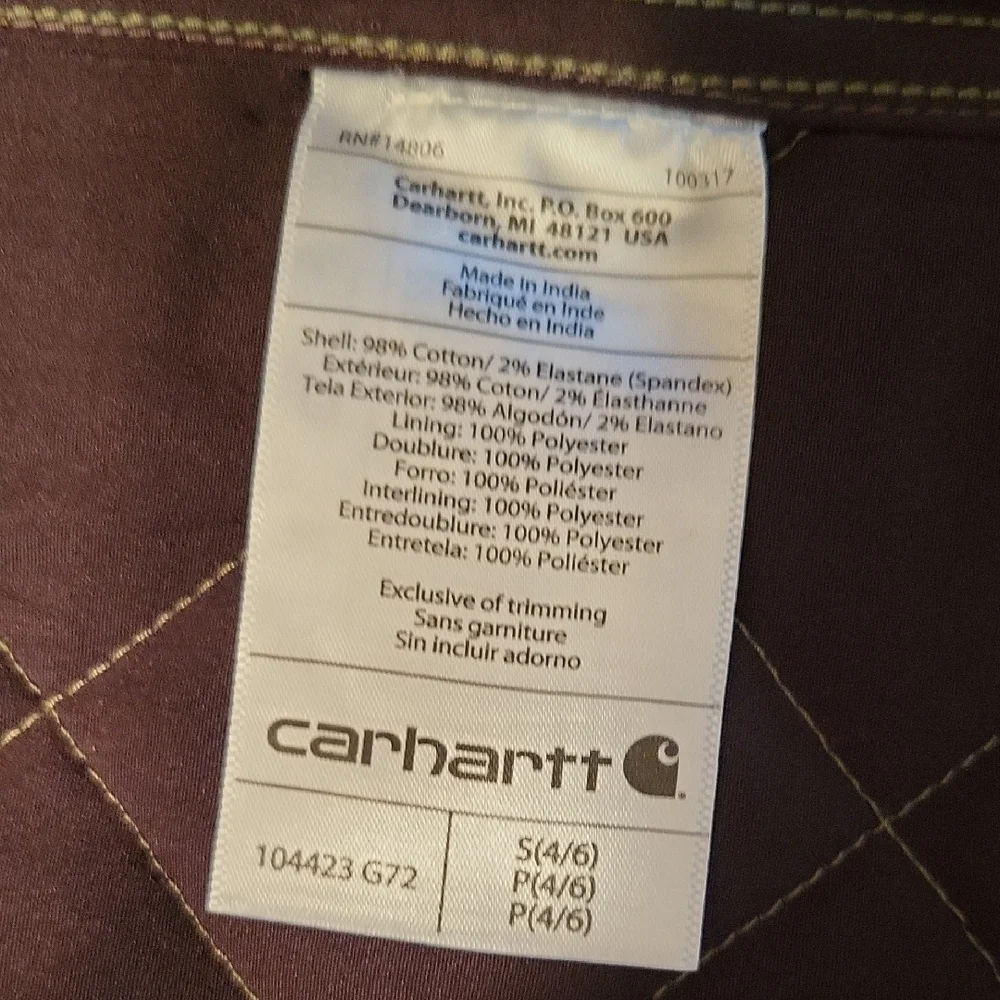 RN#14806
100317
Carhartt, Inc. P.O. Box 600
Dearborn, MI 48121 USA
carhartt.com
Made in India
Fabriqué en Inde
Hecho en India
Shell: 98% Cotton/ 2% Elastane (Spandex)
Extérieur: 98% Coton/ 2% Élasthanne
Tela Exterior: 98% Algodón/ 2% Elastano
Lining: 100% Polyester
Doublure: 100% Polyester
Forro: 100% Poliéster
Interlining: 100% Polyester
Entredoublure: 100% Polyester
Entretela: 100% Poliéster
Exclusive of trimming
Sans garniture
Sin incluir adorno
carhartt
104423 G72
S(4/6)
P(4/6)
P(4/6)